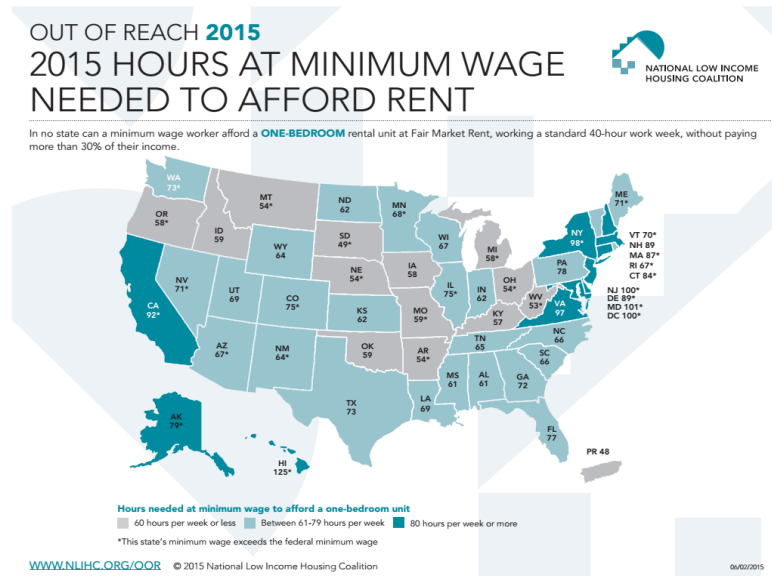 OUT OF REACH 2015
2015 HOURS AT MINIMUM WAGE
NEEDED TO AFFORD RENT
NATIONAL LOW INCOME
HOUSING COALITION
In no state can a minimum wage worker afford a ONE-BEDROOM rental unit at Fair Market Rent, working a standard 40-hour work week, without paying
more than 30% of their income.
WA
73*
OR
58*
ID
59
MT
54*
ND
62
MN
68*
SD
49*
WY
64
NE
54*
IA
58
WI
67
MI
58*
NY
98*
ME
71*
VT 70*
NH 89
MA 87*
RI 67*
CT 84*
NJ 100*
DE 89*
MD 101*
DC 100*
PA
78
CA
92*
NV
71*
UT
69
CO
75*
KS
62
MO
59*
IL
75*
IN
62
OH
54*
WV
53*
VA
97
KY
57
NC
66
TN
65
SC
66
AZ
67*
NM
64*
OK
59
AR
54*
MS
61
AL
61
GA
72
TX
73
LA
69
FL
77
AK
79*
HI
125*
PR 48
Hours needed at minimum wage to afford a one-bedroom unit
60 hours per week or less
Between 61-79 hours per week
80 hours per week or more
*This state's minimum wage exceeds the federal minimum wage
WWW.NLIHC.ORG/OOR © 2015 National Low Income Housing Coalition
06/02/2015